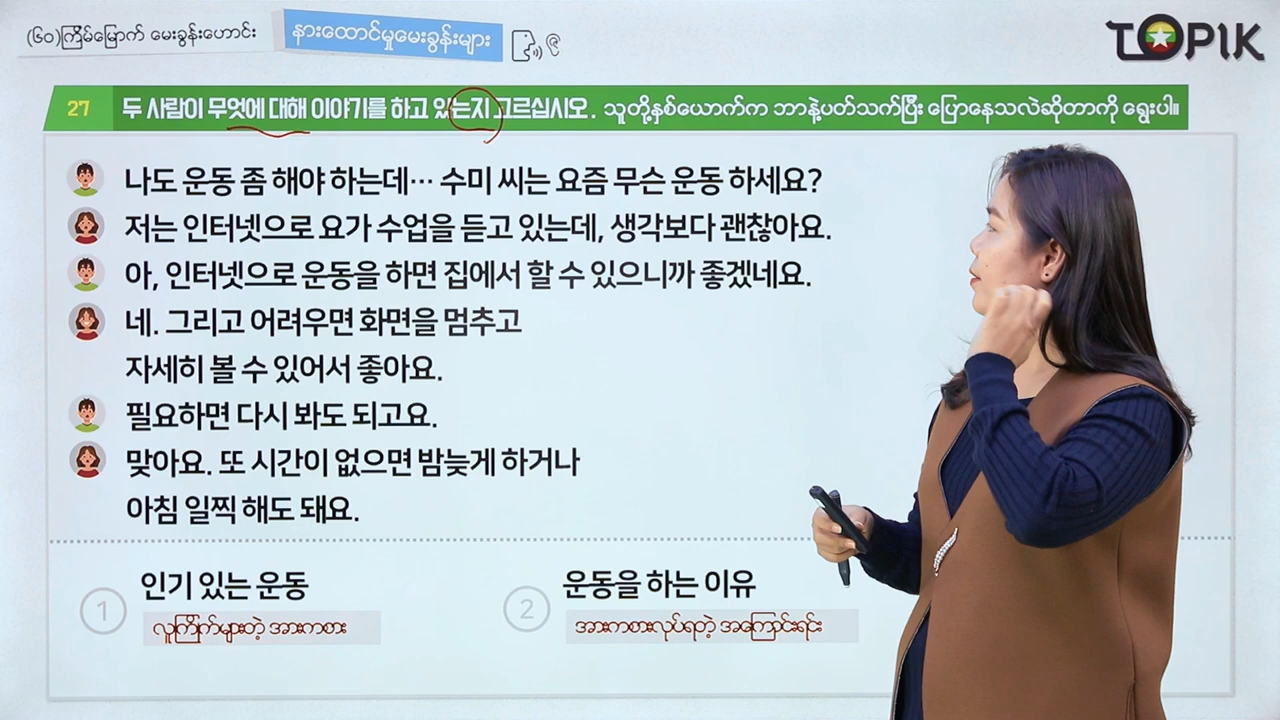 (၆၀)ကြိမ်မြောက် မေးခွန်းဟောင်း
နားထောင်မှုမေးခွန်းများ
TOPIK
27 두 사람이 무엇에 대해 이야기를 하고 있는지 고르십시오. သူတို့နှစ်ယောက်က ဘာနဲ့ပတ်သက်ပြီး ပြောနေသလဲဆိုတာကို ရွေးပါ။
나도 운동 좀 해야 하는데… 수미 씨는 요즘 무슨 운동 하세요?
저는 인터넷으로 요가 수업을 듣고 있는데, 생각보다 괜찮아요.
아, 인터넷으로 운동을 하면 집에서 할 수 있으니까 좋겠네요.
네. 그리고 어려우면 화면을 멈추고
자세히 볼 수 있어서 좋아요.
필요하면 다시 봐도 되고요.
맞아요. 또 시간이 없으면 밤늦게 하거나
아침 일찍 해도 돼요.
1 인기 있는 운동
လူကြိုက်များတဲ့ အားကစား
2 운동을 하는 이유
အားကစားလုပ်ရတဲ့ အကြောင်းရင်း